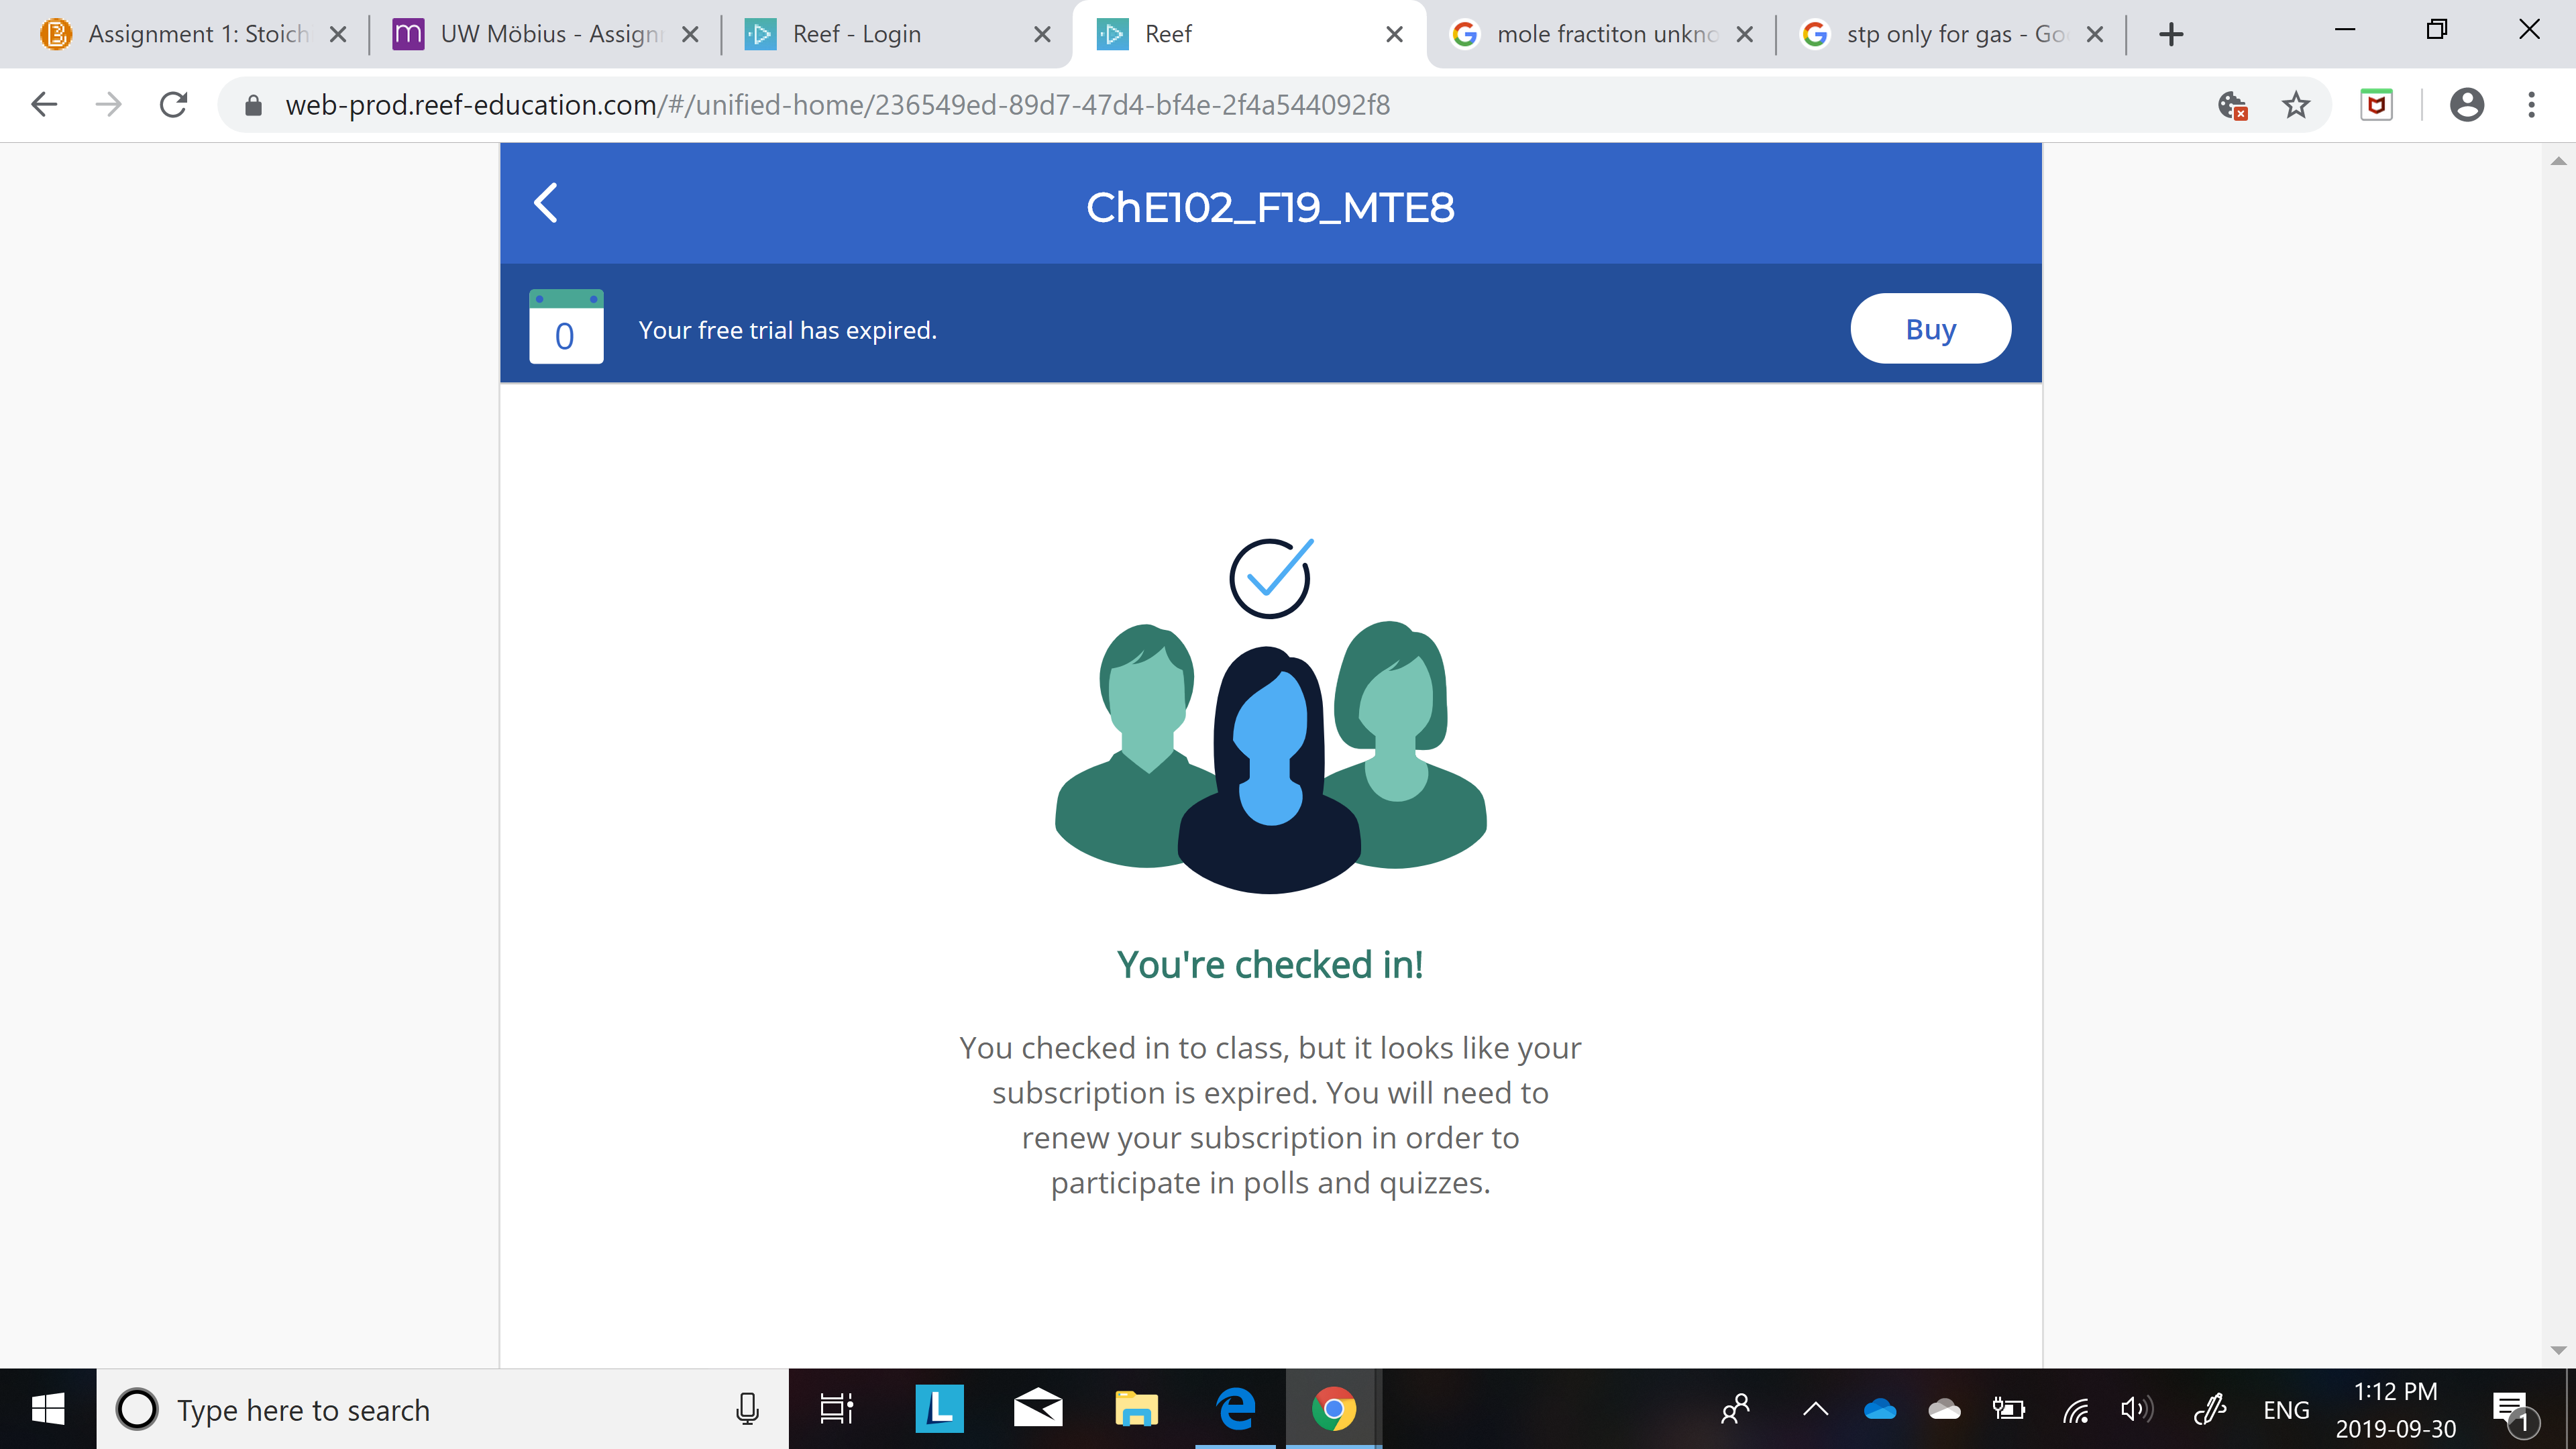 Assignment 1: Stoich
UW Möbius - Assign
Reef - Login
Reef
mole fractiton unkno
stp only for gas - Go
web-prod.reef-education.com/#/unified-home/236549ed-89d7-47d4-bf4e-2f4a544092f8
ChE102_F19_MTE8
0
Your free trial has expired.
Buy
You're checked in!
You checked in to class, but it looks like your
subscription is expired. You will need to
renew your subscription in order to
participate in polls and quizzes.
Type here to search
ENG
1:12 PM
2019-09-30
1